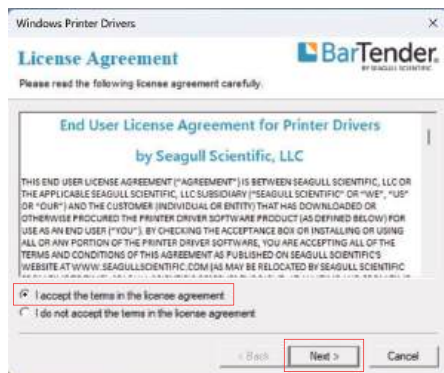 Windows Printer Drivers
License Agreement
BarTender.
BY SEAGULL SCIENTIFIC
Please read the following license agreement carefully.
End User License Agreement for Printer Drivers
by Seagull Scientific, LLC
THIS END USER LICENSE AGREEMENT ("AGREEMENT") IS BETWEEN SEAGULL SCIENTIFIC, LLC OR
THE APPLICABLE SEAGULL SCIENTIFIC, LLC SUBSIDIARY ("SEAGULL SCIENTIFIC" OR "WE", "US"
OR "OUR") AND THE CUSTOMER (INDIVIDUAL OR ENTITY) THAT HAS DOWNLOADED OR
OTHERWISE PROCURED THE PRINTER DRIVER SOFTWARE PRODUCT (AS DEFINED BELOW) FOR
USE AS AN END USER ("YOU"). BY CHECKING THE ACCEPTANCE BOX OR INSTALLING OR USING
ALL OR ANY PORTION OF THE PRINTER DRIVER SOFTWARE, YOU ARE ACCEPTING ALL OF THE
TERMS AND CONDITIONS OF THIS AGREEMENT AS PUBLISHED ON SEAGULL SCIENTIFIC'S
WEBSITE AT WWW.SEAGULLSCIENTIFIC.COM (AS MAY BE RELOCATED BY SEAGULL SCIENTIFIC
I accept the terms in the license agreement
I do not accept the terms in the license agreement
< Back
Next >
Cancel